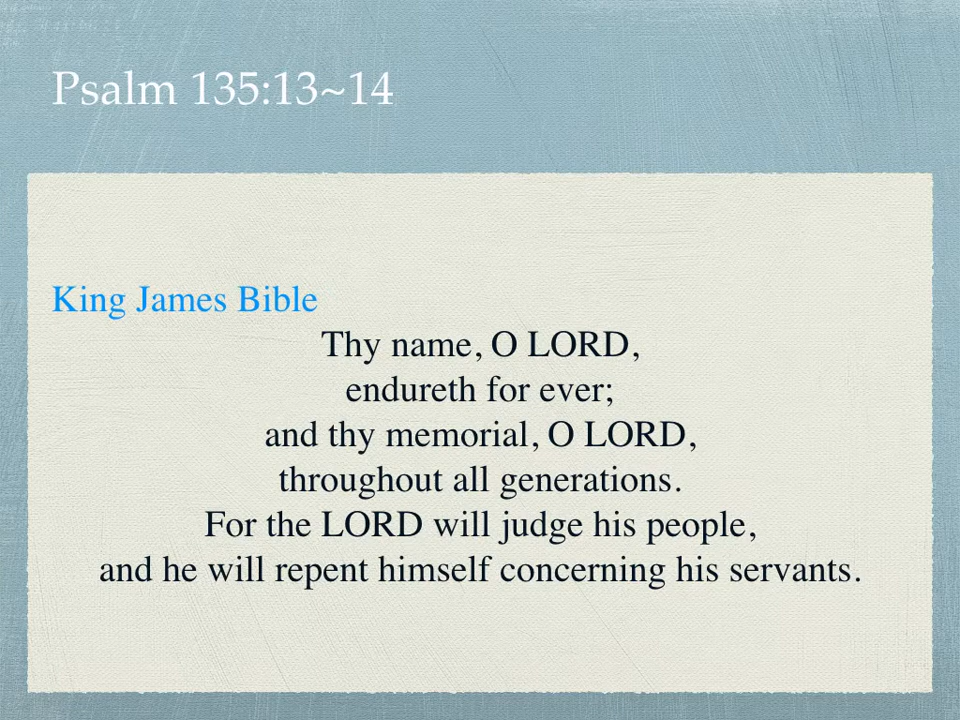 Psalm 135:13~14
King James Bible
Thy name, O LORD,
endureth for ever;
and thy memorial, O LORD,
throughout all generations.
For the LORD will judge his people,
and he will repent himself concerning his servants.